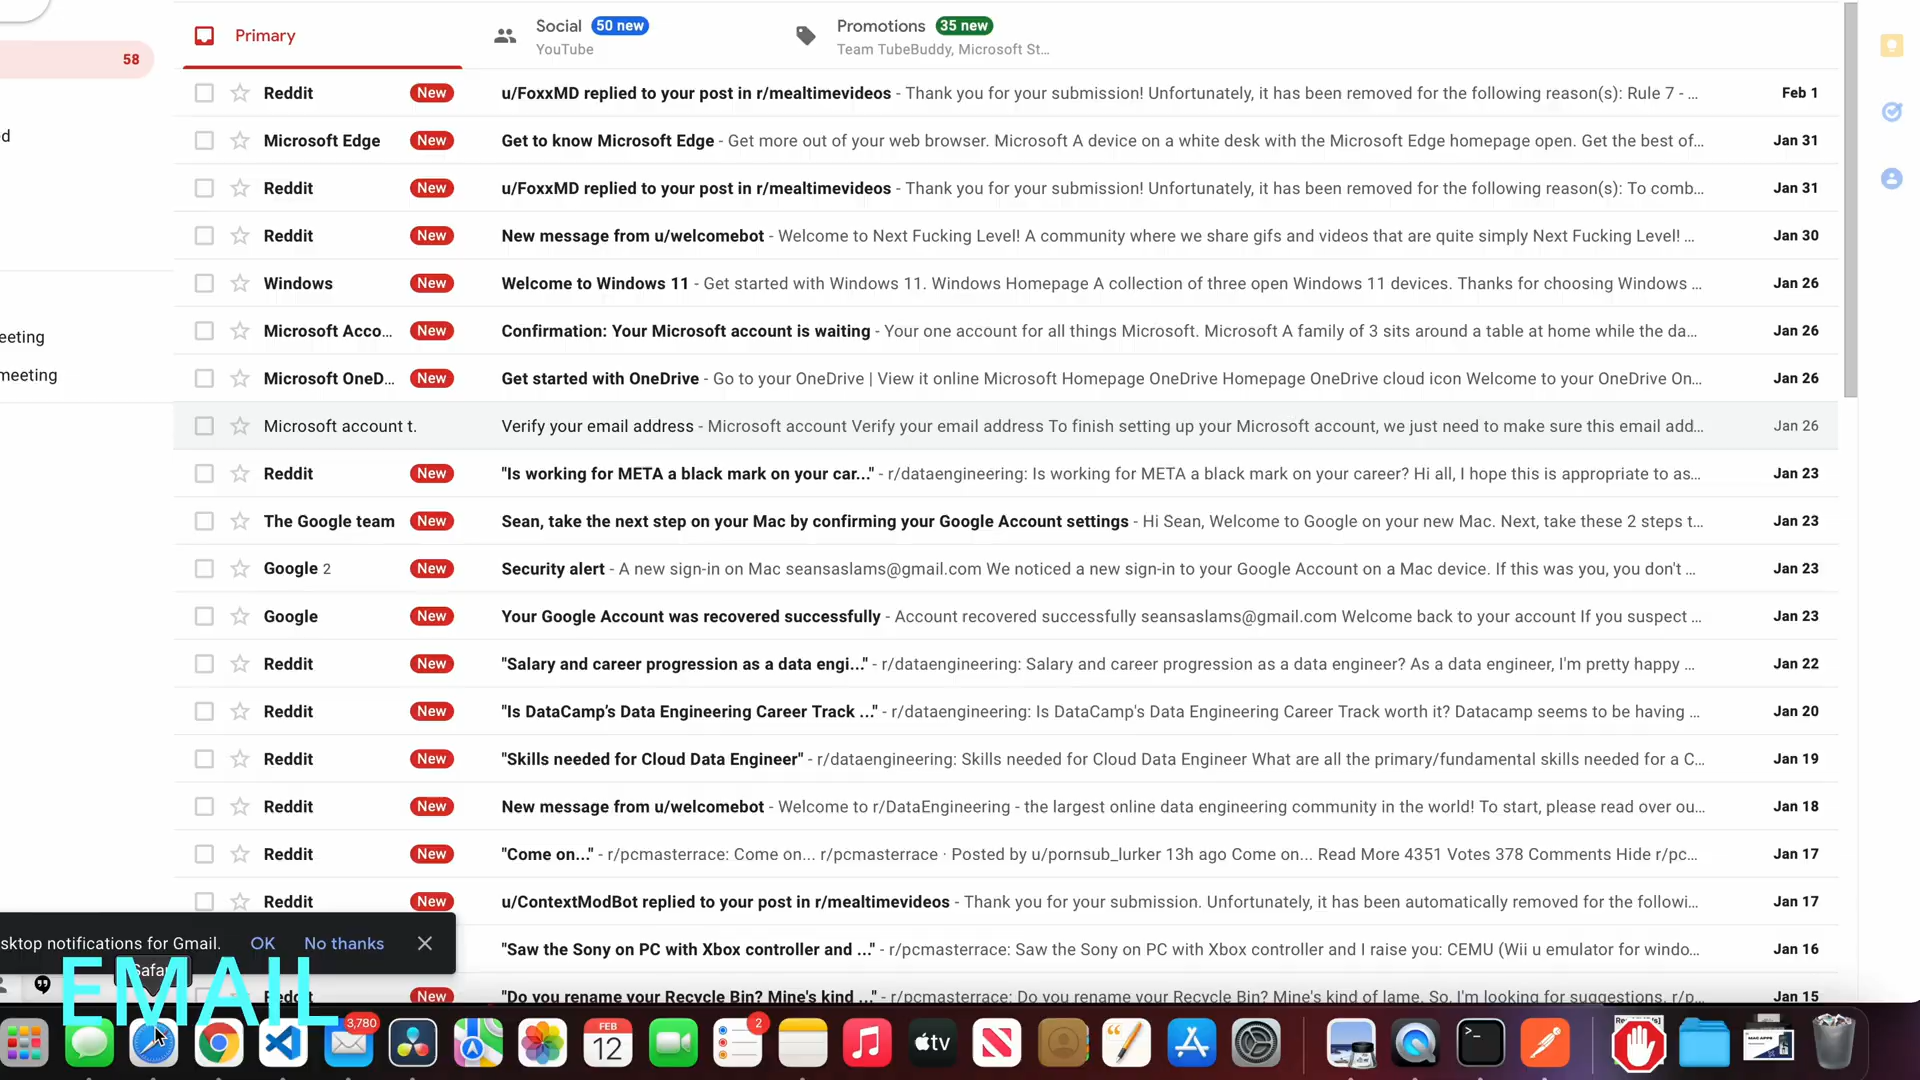 Primary
Social 50 new
YouTube
Promotions 35 new
Team TubeBuddy, Microsoft St...
58
Reddit New u/FoxxMD replied to your post in r/mealtimevideos - Thank you for your submission! Unfortunately, it has been removed for the following reason(s): Rule 7 - ... Feb 1
ed
Microsoft Edge New Get to know Microsoft Edge - Get more out of your web browser. Microsoft A device on a white desk with the Microsoft Edge homepage open. Get the best of... Jan 31
Reddit New u/FoxxMD replied to your post in r/mealtimevideos - Thank you for your submission! Unfortunately, it has been removed for the following reason(s): To comb... Jan 31
Reddit New New message from u/welcomebot - Welcome to Next Fucking Level! A community where we share gifs and videos that are quite simply Next Fucking Level! ... Jan 30
Windows New Welcome to Windows 11 - Get started with Windows 11. Windows Homepage A collection of three open Windows 11 devices. Thanks for choosing Windows ... Jan 26
Microsoft Acco... New Confirmation: Your Microsoft account is waiting - Your one account for all things Microsoft. Microsoft A family of 3 sits around a table at home while the da... Jan 26
eeting
Microsoft OneD... New Get started with OneDrive - Go to your OneDrive | View it online Microsoft Homepage OneDrive Homepage OneDrive cloud icon Welcome to your OneDrive On... Jan 26
meeting
Microsoft account t. Verify your email address - Microsoft account Verify your email address To finish setting up your Microsoft account, we just need to make sure this email add... Jan 26
Reddit New "Is working for META a black mark on your car..." - r/dataengineering: Is working for META a black mark on your career? Hi all, I hope this is appropriate to as... Jan 23
The Google team New Sean, take the next step on your Mac by confirming your Google Account settings - Hi Sean, Welcome to Google on your new Mac. Next, take these 2 steps t... Jan 23
Google 2 New Security alert - A new sign-in on Mac seansaslams@gmail.com We noticed a new sign-in to your Google Account on a Mac device. If this was you, you don't ... Jan 23
Google New Your Google Account was recovered successfully - Account recovered successfully seansaslams@gmail.com Welcome back to your account If you suspect ... Jan 23
Reddit New "Salary and career progression as a data engi..." - r/dataengineering: Salary and career progression as a data engineer? As a data engineer, I'm pretty happy ... Jan 22
Reddit New "Is DataCamp's Data Engineering Career Track ..." - r/dataengineering: Is DataCamp's Data Engineering Career Track worth it? Datacamp seems to be having ... Jan 20
Reddit New "Skills needed for Cloud Data Engineer" - r/dataengineering: Skills needed for Cloud Data Engineer What are all the primary/fundamental skills needed for a C... Jan 19
Reddit New New message from u/welcomebot - Welcome to r/DataEngineering - the largest online data engineering community in the world! To start, please read over ou... Jan 18
Reddit New "Come on..." - r/pcmasterrace: Come on... r/pcmasterrace · Posted by u/pornsub_lurker 13h ago Come on... Read More 4351 Votes 378 Comments Hide r/pc... Jan 17
Reddit New u/ContextModBot replied to your post in r/mealtimevideos - Thank you for your submission. Unfortunately, it has been automatically removed for the followi... Jan 17
sktop notifications for Gmail. OK No thanks
"Saw the Sony on PC with Xbox controller and ..." - r/pcmasterrace: Saw the Sony on PC with Xbox controller and I raise you: CEMU (Wii u emulator for windo... Jan 16
Safari
Reddit New "Do you rename your Recycle Bin? Mine's kind ..." - r/pcmasterrace: Do you rename your Recycle Bin? Mine's kind of lame. So, I'm looking for suggestions, r/p... Jan 15
EMAIL
3,780
FEB
12
2
tv